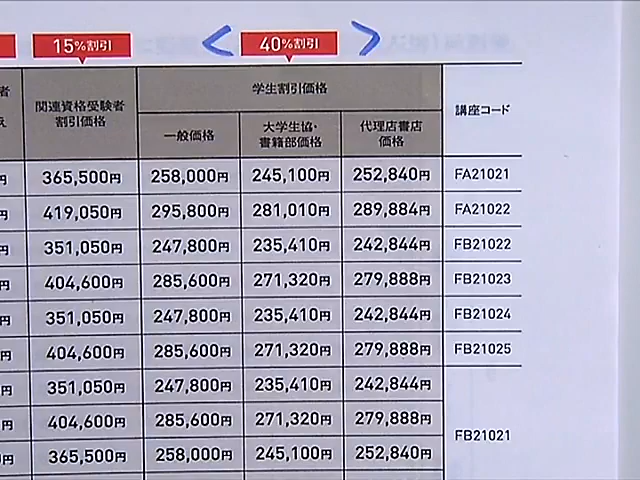 15%割引
40%割引
者
関連資格受験者
割引価格
学生割引価格
講座コード
え
一般価格
大学生協・
書籍部価格
代理店書店
価格
円 365,500円 258,000円 245,100円 252,840円 FA21021
円 419,050円 295,800円 281,010円 289,884円 FA21022
円 351,050円 247,800円 235,410円 242,844円 FB21022
円 404,600円 285,600円 271,320円 279,888円 FB21023
円 351,050円 247,800円 235,410円 242,844円 FB21024
円 404,600円 285,600円 271,320円 279,888円 FB21025
円 351,050円 247,800円 235,410円 242,844円
円 404,600円 285,600円 271,320円 279,888円 FB21021
円 365,500円 258,000円 245,100円 252,840円